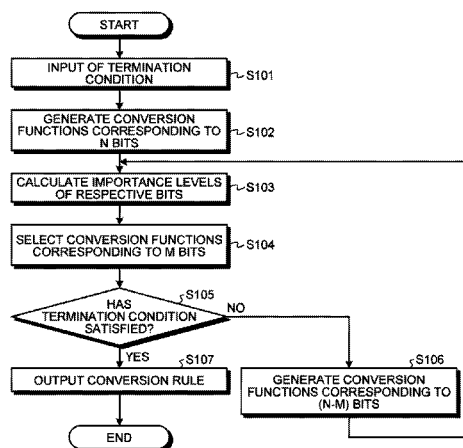 START
INPUT OF TERMINATION
CONDITION
S101
GENERATE CONVERSION
FUNCTIONS CORRESPONDING TO
N BITS
S102
CALCULATE IMPORTANCE LEVELS
OF RESPECTIVE BITS
S103
SELECT CONVERSION FUNCTIONS
CORRESPONDING TO M BITS
S104
S105
HAS
TERMINATION CONDITION
SATISFIED?
NO
YES
S107
OUTPUT CONVERSION RULE
S106
GENERATE CONVERSION
FUNCTIONS CORRESPONDING TO
(N-M) BITS
END